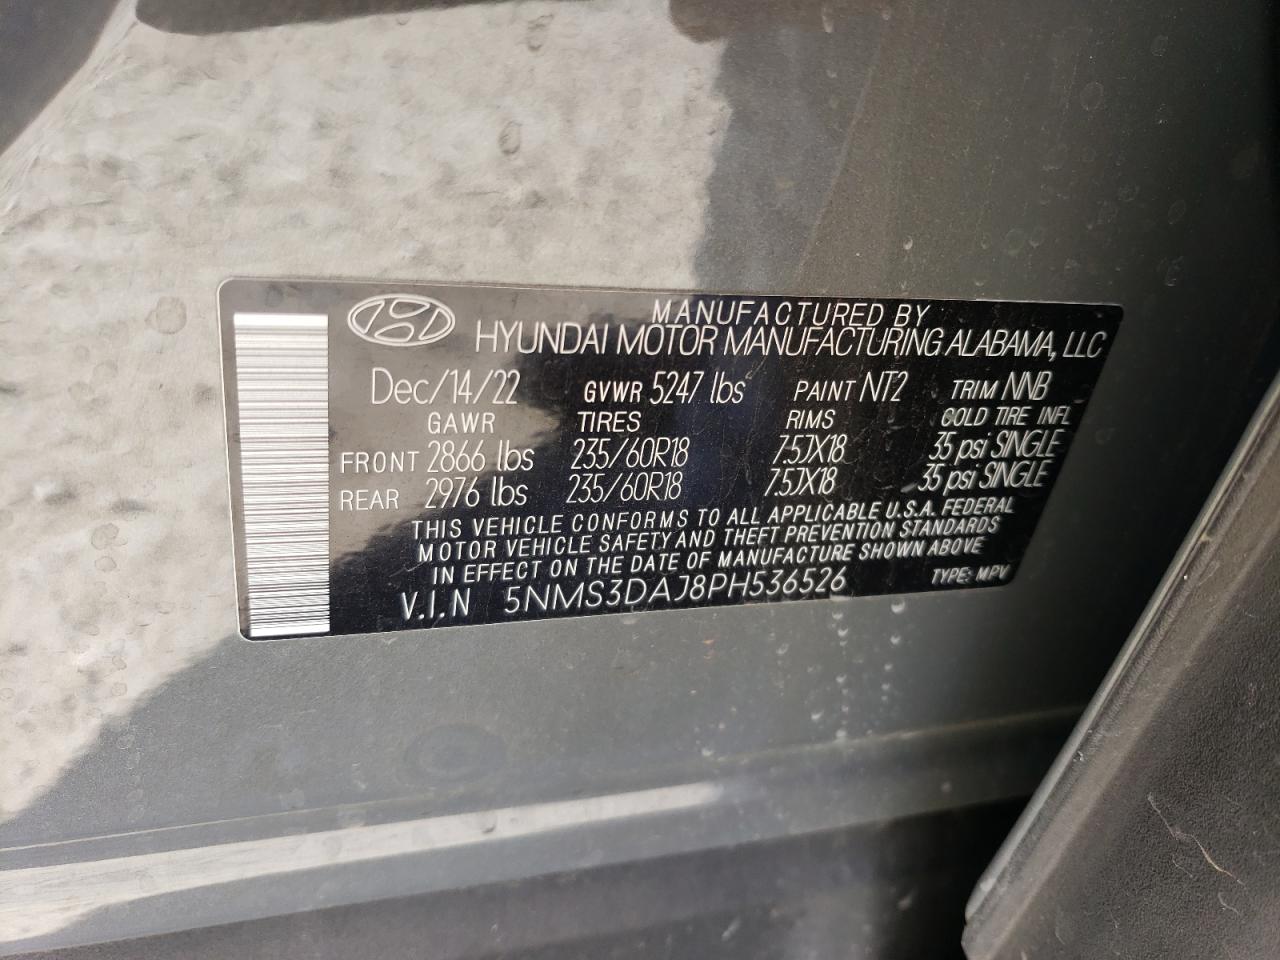 MANUFACTURED BY
HYUNDAI MOTOR MANUFACTURING ALABAMA, LLC
Dec/14/22 GVWR 5247 lbs PAINT NT2 TRIM NNB
GAWR TIRES RIMS COLD TIRE INFL
FRONT 2866 lbs 235/60R18 7.5JX18 35 psi SINGLE
REAR 2976 lbs 235/60R18 7.5JX18 35 psi SINGLE
THIS VEHICLE CONFORMS TO ALL APPLICABLE U.S.A. FEDERAL
MOTOR VEHICLE SAFETY AND THEFT PREVENTION STANDARDS
IN EFFECT ON THE DATE OF MANUFACTURE SHOWN ABOVE
V.I.N 5NMS3DAJ8PH536526 TYPE: MPV